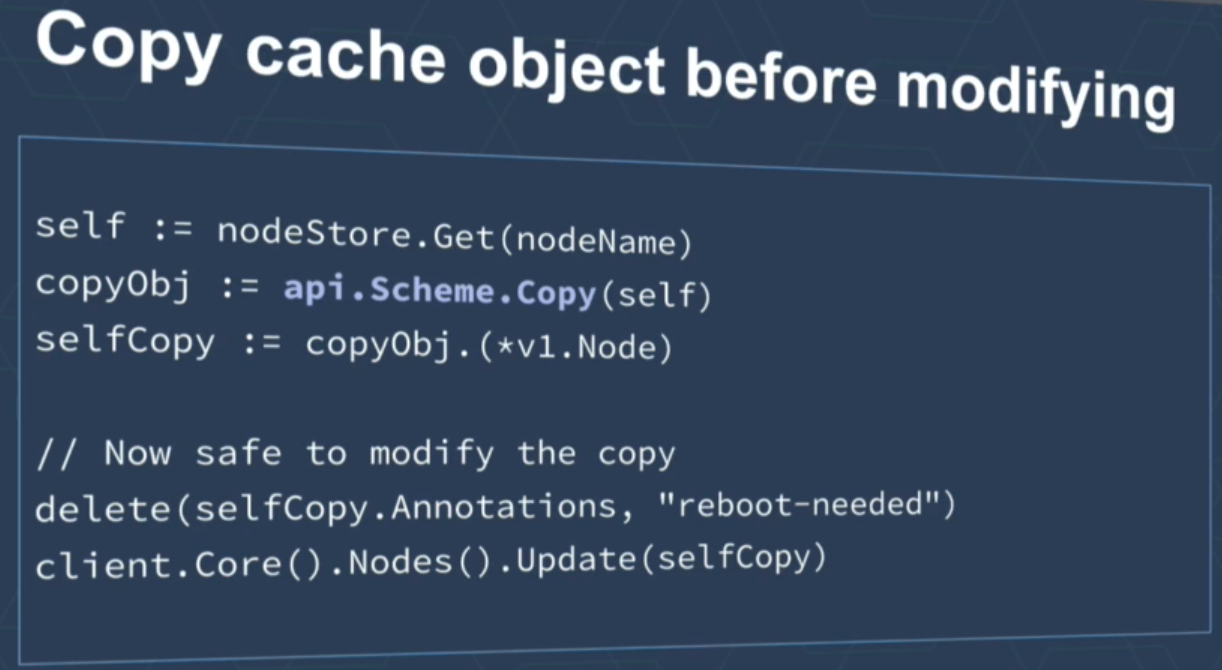 Copy cache object before modifying
self := nodeStore.Get(nodeName)
copyObj := api.Scheme.Copy(self)
selfCopy := copyObj.(*v1.Node)
// Now safe to modify the copy
delete(selfCopy.Annotations, "reboot-needed")
client.Core().Nodes().Update(selfCopy)